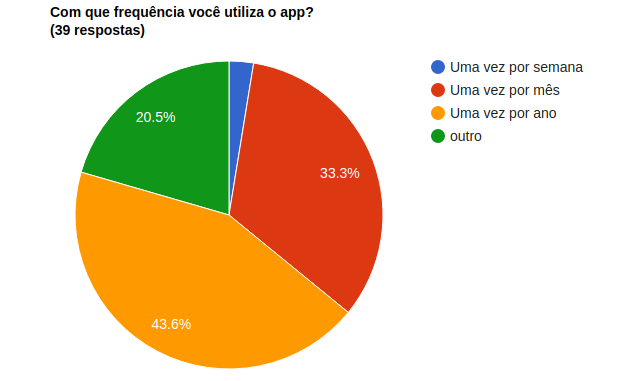 Com que frequência você utiliza o app?
(39 respostas)
Uma vez por semana
Uma vez por mês
Uma vez por ano
outro
20.5%
33.3%
43.6%